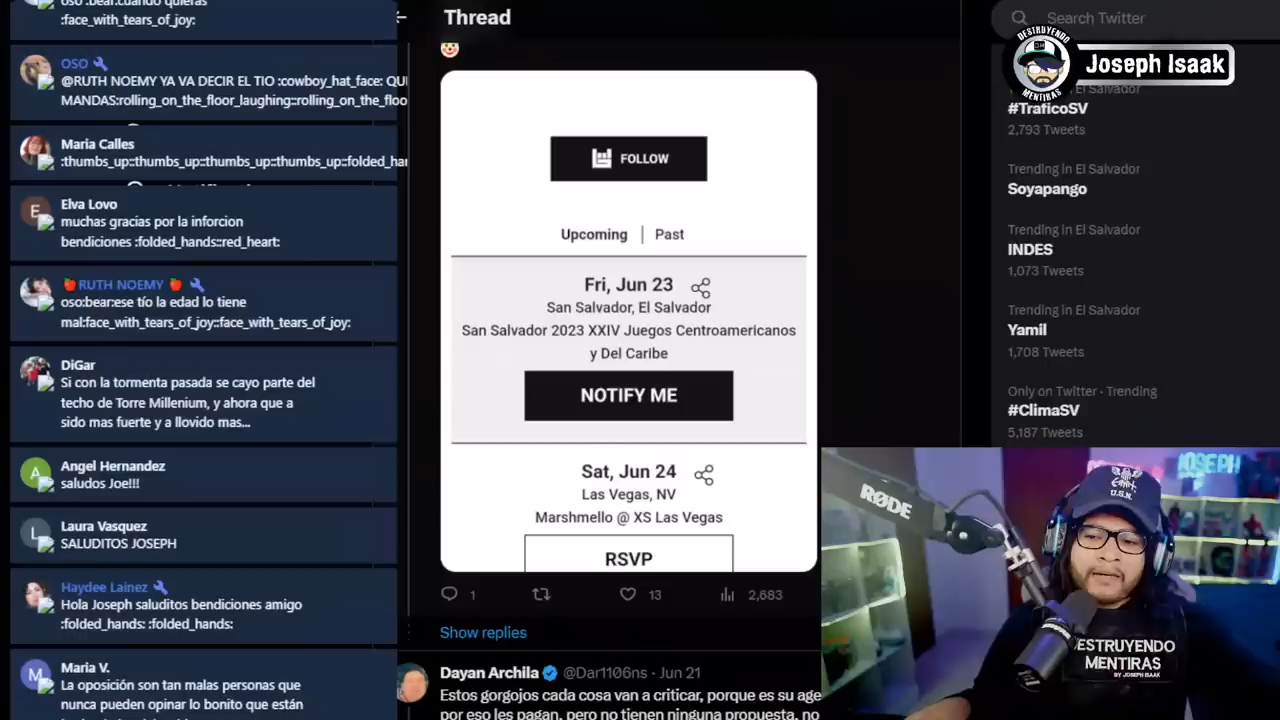 oso :bear:cuando quieras
:face_with_tears_of_joy:
OSO
@RUTH NOEMY YA VA DECIR EL TIO :cowboy_hat_face: QUI
MANDAS:rolling_on_the_floor_laughing::rolling_on_the_floo
Maria Calles
:thumbs_up::thumbs_up::thumbs_up::thumbs_up::folded_har
E
Elva Lovo
muchas gracias por la inforcion
bendiciones :folded_hands::red_heart:
RUTH NOEMY
oso:bear:ese tío la edad lo tiene
mal:face_with_tears_of_joy::face_with_tears_of_joy:
DiGar
Si con la tormenta pasada se cayo parte del
techo de Torre Millenium, y ahora que a
sido mas fuerte y a llovido mas...
A
Angel Hernandez
saludos Joe!!!
L
Laura Vasquez
SALUDITOS JOSEPH
Haydee Lainez
Hola Joseph saluditos bendiciones amigo
:folded_hands: :folded_hands:
M
Maria V.
La oposición son tan malas personas que
nunca pueden opinar lo bonito que están
Thread
FOLLOW
Upcoming | Past
Fri, Jun 23
San Salvador, El Salvador
San Salvador 2023 XXIV Juegos Centroamericanos
y Del Caribe
NOTIFY ME
Sat, Jun 24
Las Vegas, NV
Marshmello @ XS Las Vegas
RSVP
1
13
2,683
Show replies
Dayan Archila @Dar1106ns · Jun 21
Estos gorgojos cada cosa van a criticar, porque es su age
por eso les pagan, pero no tienen ninguna propuesta, no
Search Twitter
DESTRUYENDO
DM
MENTIRAS
Joseph Isaak
#TraficoSV
2,793 Tweets
Trending in El Salvador
Soyapango
Trending in El Salvador
INDES
1,073 Tweets
Trending in El Salvador
Yamil
1,708 Tweets
Only on Twitter · Trending
#ClimaSV
5,187 Tweets
JOSEPH
RØDE
U.S.N.
DESTRUYENDO
MENTIRAS
BY JOSEPH ISAAK